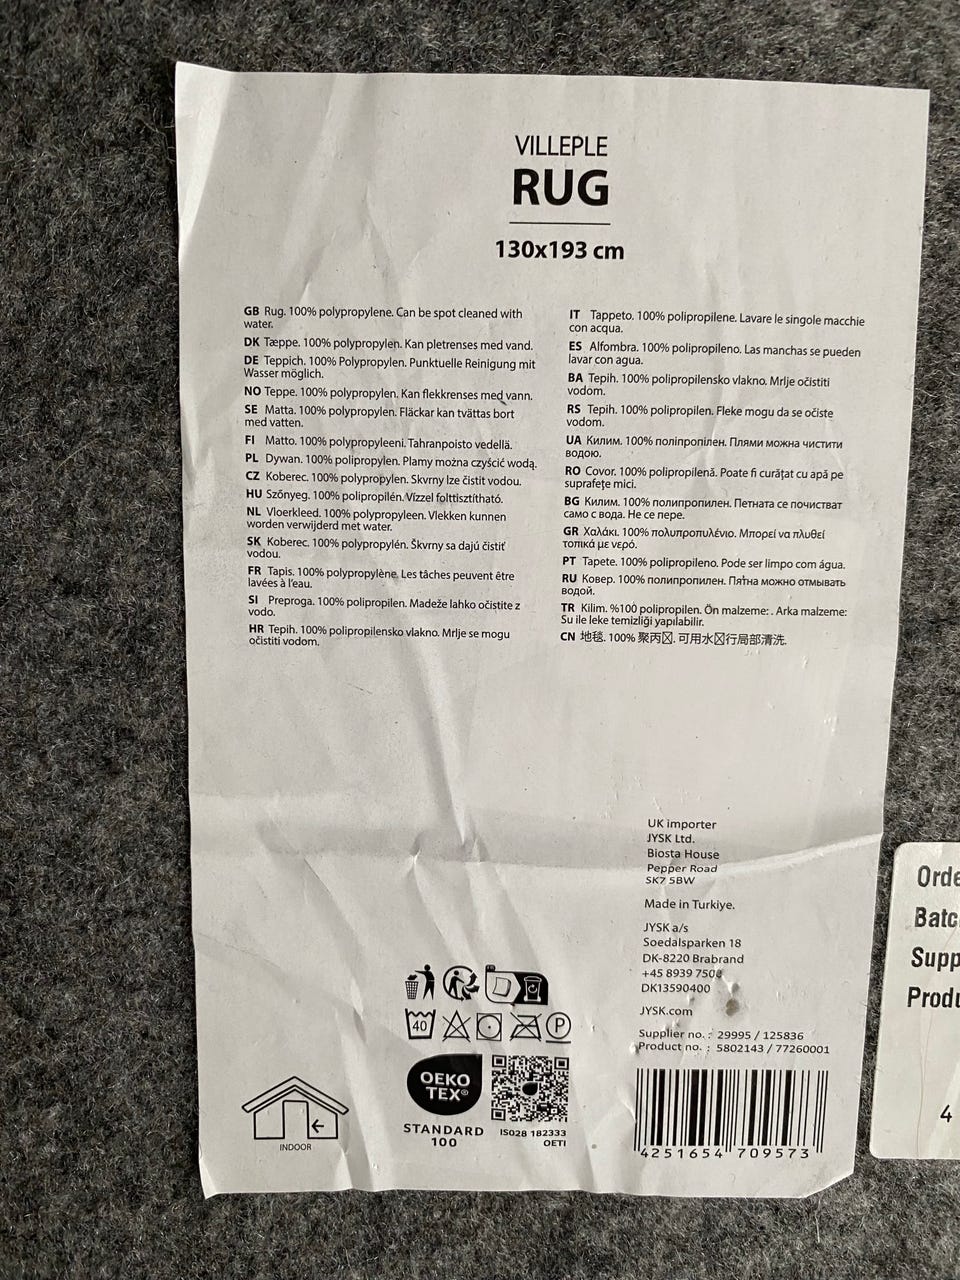 VILLEPLE
RUG
130x193 cm
GB Rug. 100% polypropylene. Can be spot cleaned with
water.
DK Tæppe. 100% polypropylen. Kan pletrenses med vand.
DE Teppich. 100% Polypropylen. Punktuelle Reinigung mit
Wasser möglich.
NO Teppe. 100% polypropylen. Kan flekkrenses med vann.
SE Matta. 100% polypropylen. Fläckar kan tvättas bort
med vatten.
FI Matto. 100% polypropyleeni. Tahranpoisto vedellä.
PL Dywan. 100% polipropylen. Plamy można czyścić wodą.
CZ Koberec. 100% polypropylen. Skvrny lze čistit vodou.
HU Szőnyeg. 100% polipropilén. Vízzel folttisztítható.
NL Vloerkleed. 100% polypropyleen. Vlekken kunnen
worden verwijderd met water.
SK Koberec. 100% polypropylén. Škvrny sa dajú čistiť
vodou.
FR Tapis. 100% polypropylène. Les tâches peuvent être
lavées à l'eau.
SI Preproga. 100% polipropilen. Madeže lahko očistite z
vodo.
HR Tepih. 100% polipropilensko vlakno. Mrlje se mogu
očistiti vodom.
IT Tappeto. 100% polipropilene. Lavare le singole macchie
con acqua.
ES Alfombra. 100% polipropileno. Las manchas se pueden
lavar con agua.
BA Tepih. 100% polipropilensko vlakno. Mrlje očistiti
vodom.
RS Tepih. 100% polipropilen. Fleke mogu da se očiste
vodom.
UA Килим. 100% поліпропілен. Плями можна чистити
водою.
RO Covor. 100% polipropilenă. Poate fi curățat cu apă pe
suprafețe mici.
BG Килим. 100% полипропилен. Петната се почистват
само с вода. Не се пере.
GR Χαλάκι. 100% πολυπροπυλένιο. Μπορεί να πλυθεί
τοπικά με νερό.
PT Tapete. 100% polipropileno. Pode ser limpo com água.
RU Ковер. 100% полипропилен. Пятна можно отмывать
водой.
TR Kilim. %100 polipropilen. Ön malzeme: . Arka malzeme:
Su ile leke temizliği yapılabilir.
CN 地毯. 100% 聚丙☒. 可用水☒行局部清洗.
UK importer
JYSK Ltd.
Biosta House
Pepper Road
SK7 5BW
Made in Turkiye.
JYSK a/s
Soedalsparken 18
DK-8220 Brabrand
+45 8939 7500
DK13590400
JYSK.com
Supplier no. : 29995 / 125836
Product no. : 5802143 / 77260001
4251654 709573
40
P
OEKO
TEX®
STANDARD
100
IS028 182333
OETI
INDOOR
Orde
Batc
Supp
Produ
4